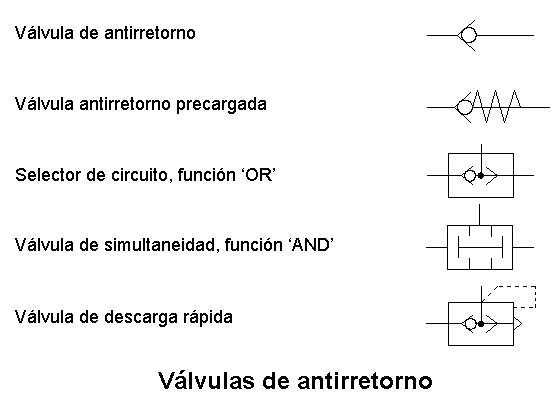 Válvula de antirretorno
Válvula antirretorno precargada
Selector de circuito, función ‘OR’
Válvula de simultaneidad, función ‘AND’
Válvula de descarga rápida
Válvulas de antirretorno